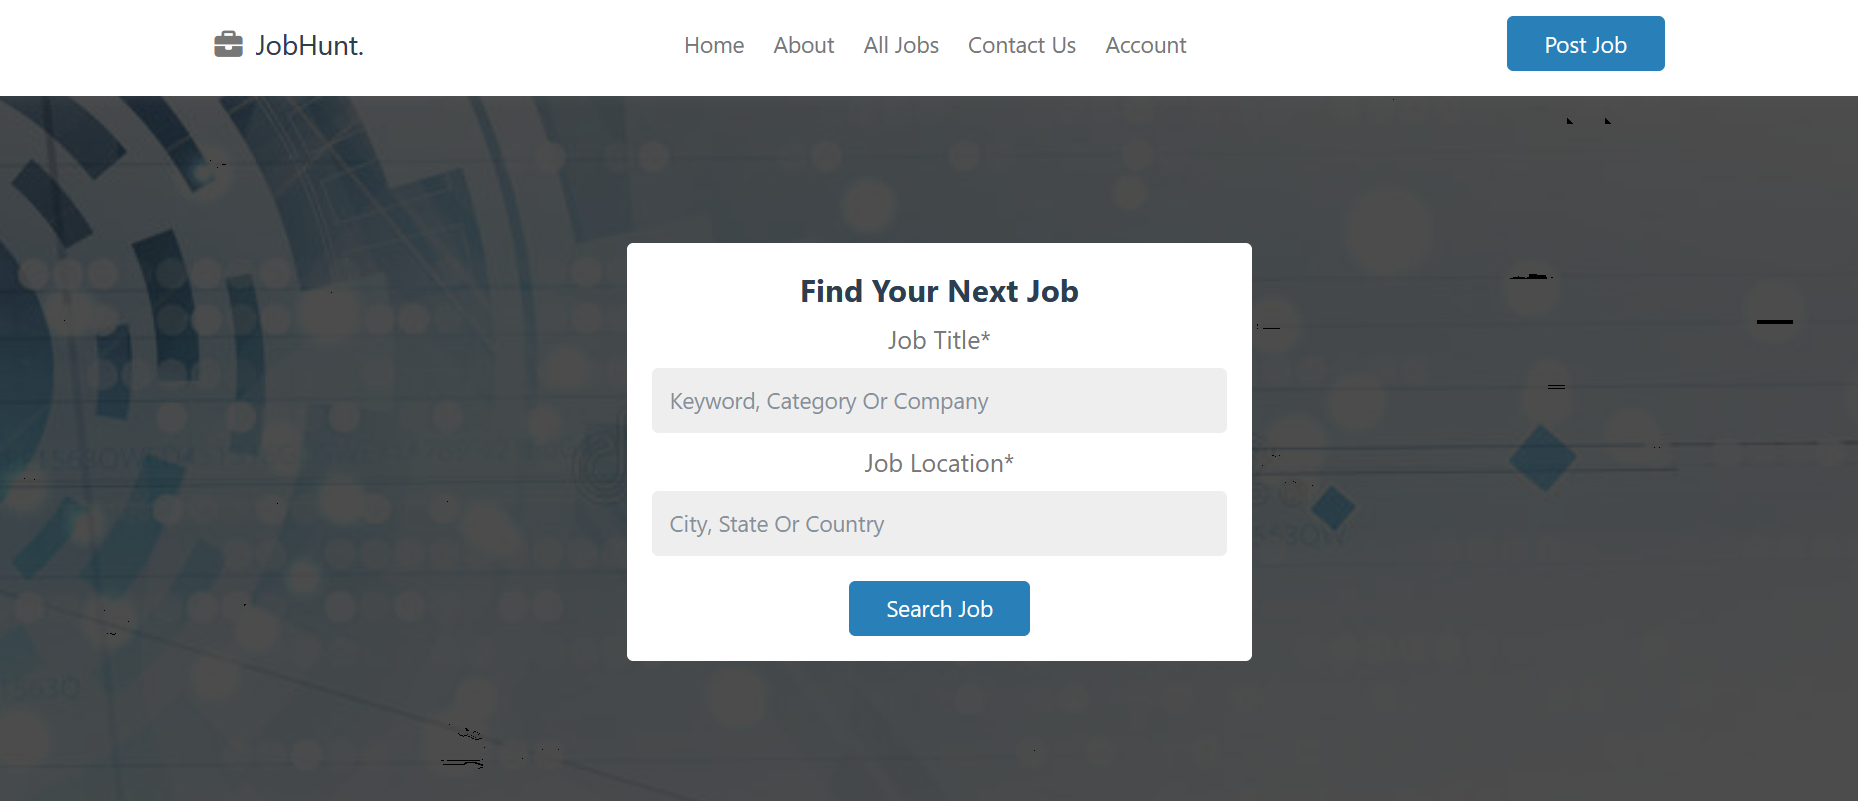 JobHunt.
Home About All Jobs Contact Us Account
Post Job
Find Your Next Job
Job Title*
Keyword, Category Or Company
Job Location*
City, State Or Country
Search Job